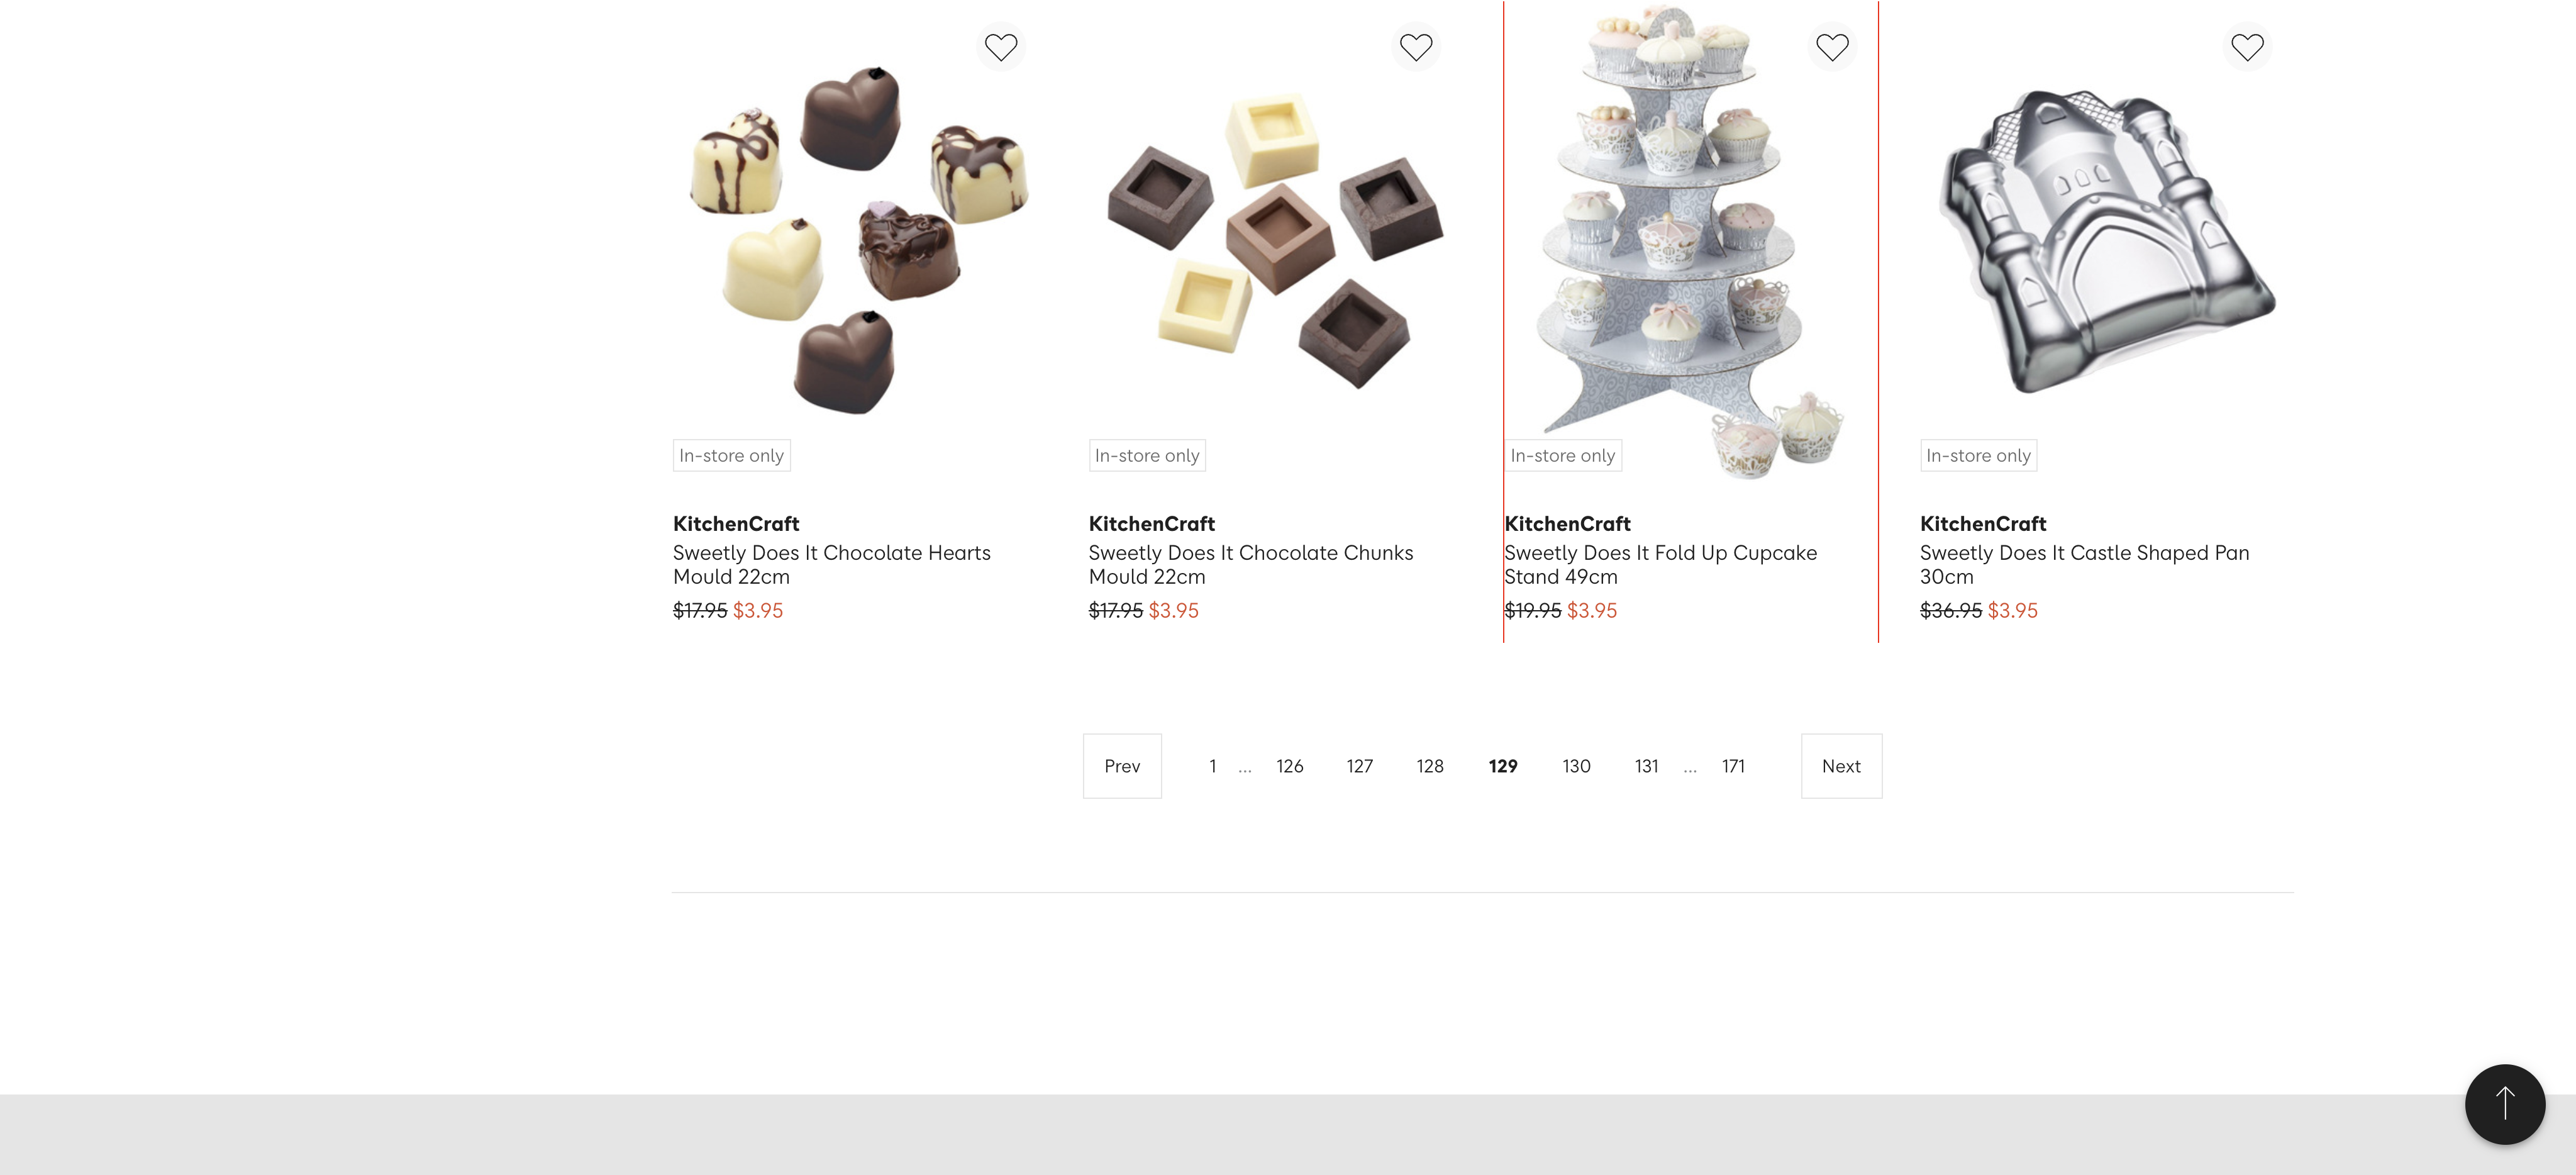 In-store only
KitchenCraft
Sweetly Does It Chocolate Hearts
Mould 22cm
$17.95 $3.95
In-store only
KitchenCraft
Sweetly Does It Chocolate Chunks
Mould 22cm
$17.95 $3.95
In-store only
KitchenCraft
Sweetly Does It Fold Up Cupcake
Stand 49cm
$19.95 $3.95
In-store only
KitchenCraft
Sweetly Does It Castle Shaped Pan
30cm
$36.95 $3.95
Prev 1 ... 126 127 128 129 130 131 ... 171 Next